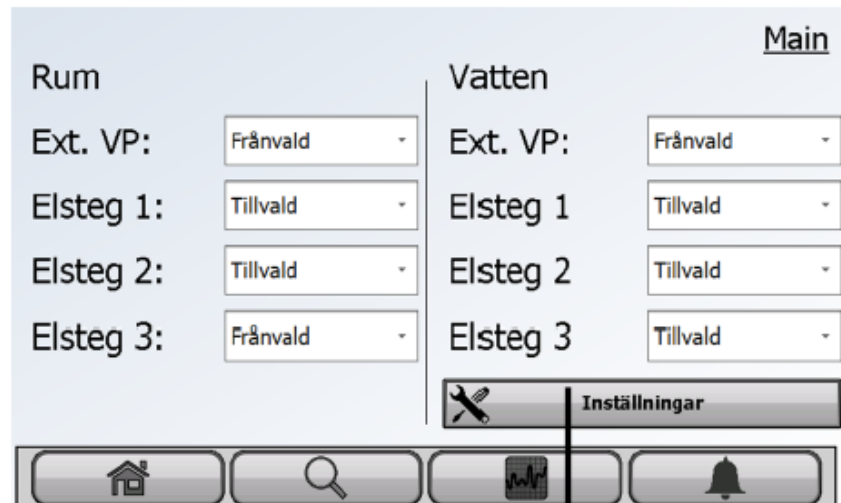 Main
Rum
Ext. VP: Frånvald
Elsteg 1: Tillvald
Elsteg 2: Tillvald
Elsteg 3: Frånvald
Vatten
Ext. VP: Frånvald
Elsteg 1 Tillvald
Elsteg 2 Tillvald
Elsteg 3 Tillvald
Inställningar